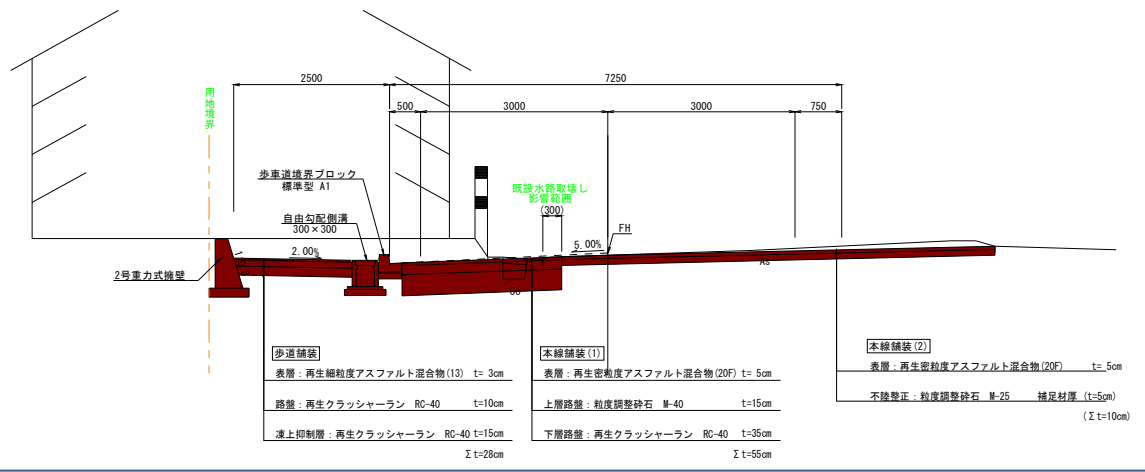 2500
7250
500
3000
3000
750
用地境界
歩車道境界ブロック
標準型 A1
自由勾配側溝
300×300
既設水路取壊し
影響範囲
(300)
FH
2.00%
5.00%
2号重力式擁壁
As
歩道舗装
表層：再生細粒度アスファルト混合物(13) t= 3cm
路盤：再生クラッシャーラン RC-40 t=10cm
凍上抑制層：再生クラッシャーラン RC-40 t=15cm
Σt=28cm
本線舗装(1)
表層：再生密粒度アスファルト混合物(20F) t= 5cm
上層路盤：粒度調整砕石 M-40 t=15cm
下層路盤：再生クラッシャーラン RC-40 t=35cm
Σt=55cm
本線舗装(2)
表層：再生密粒度アスファルト混合物(20F) t= 5cm
不陸整正：粒度調整砕石 M-25 補足材厚 (t=5cm)
(Σt=10cm)